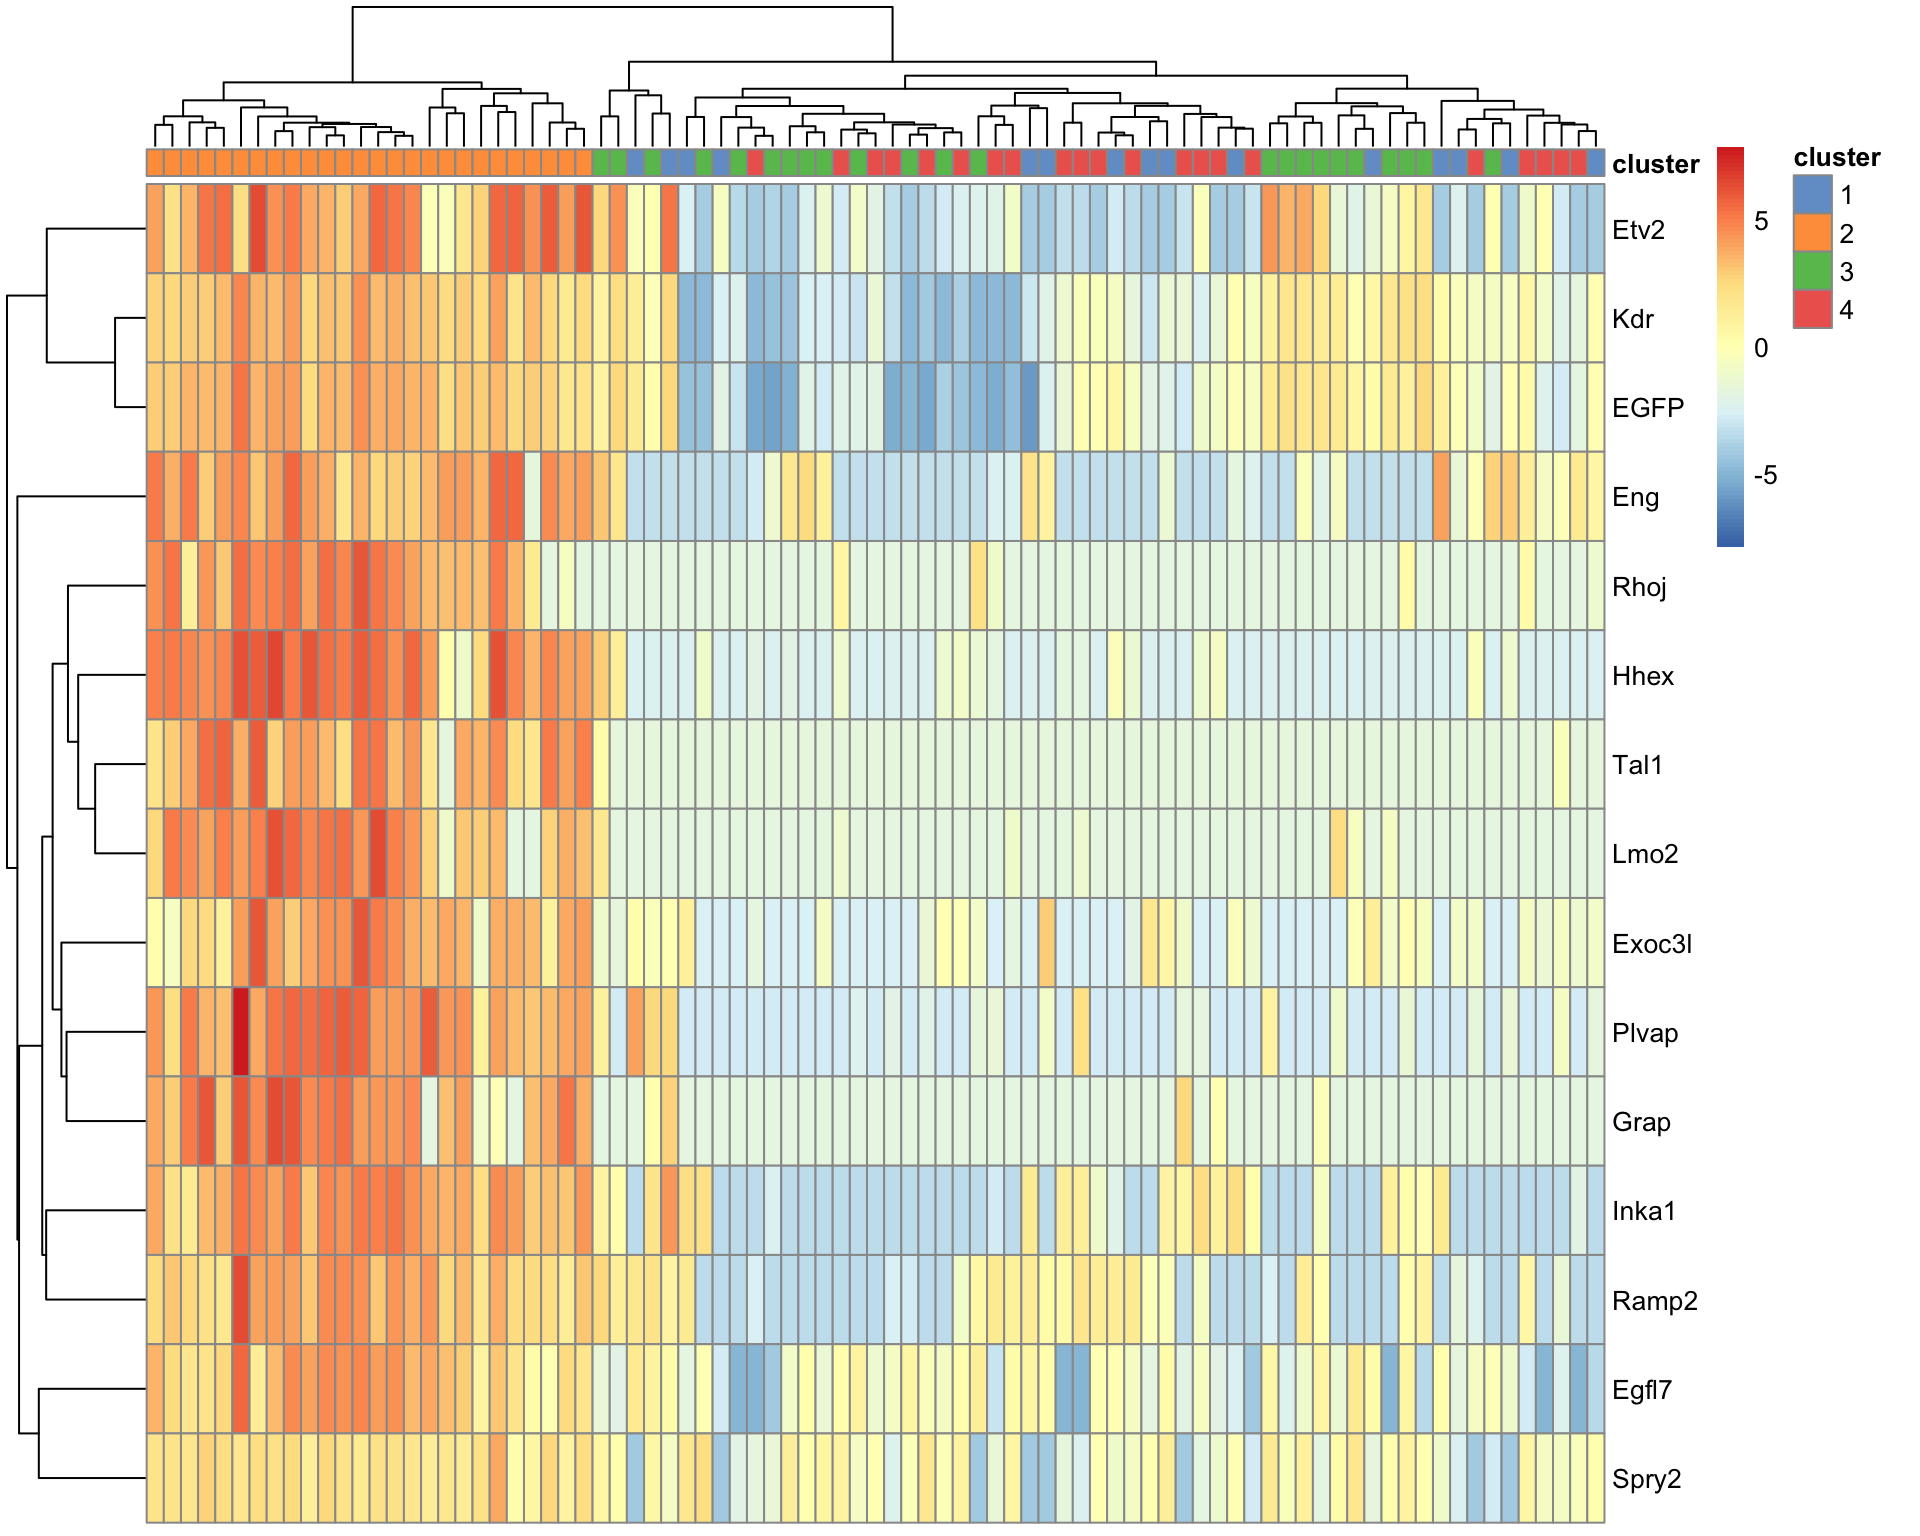 cluster
Etv2
Kdr
EGFP
Eng
Rhoj
Hhex
Tal1
Lmo2
Exoc3l
Plvap
Grap
Inka1
Ramp2
Egfl7
Spry2
5
0
-5
cluster
1
2
3
4